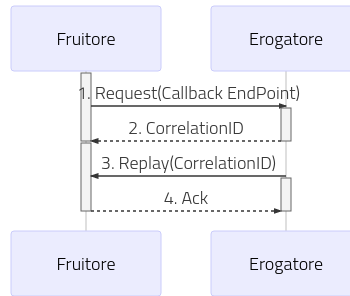 Fruitore Erogatore
1. Request(Callback EndPoint)
2. CorrelationID
3. Replay(CorrelationID)
4. Ack
Fruitore Erogatore